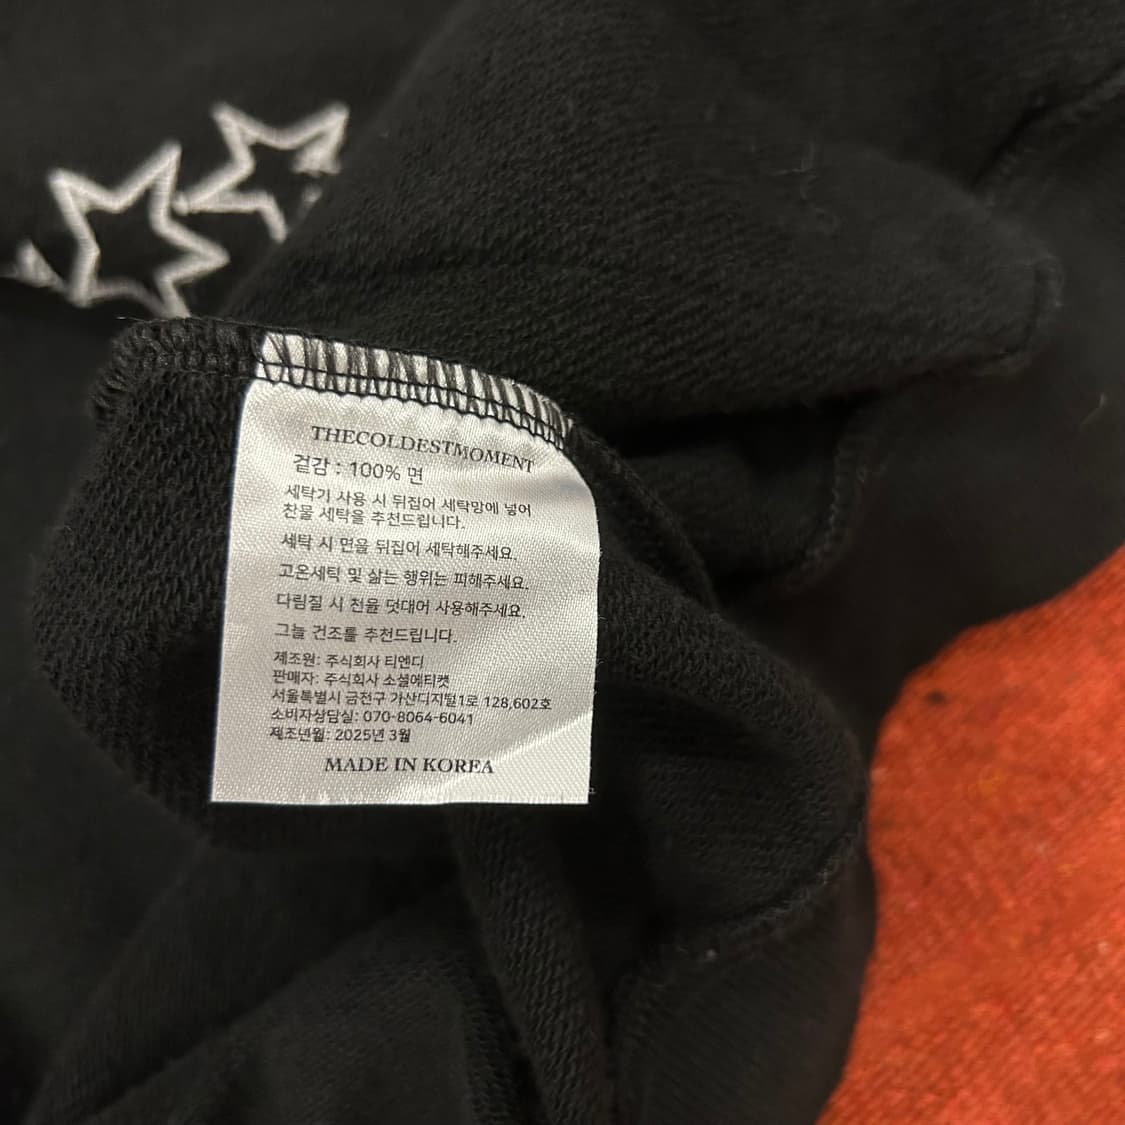 THECOLDESTMOMENT
겉감 : 100% 면
세탁기 사용 시 뒤집어 세탁망에 넣어
찬물 세탁을 추천드립니다.
세탁 시 면을 뒤집어 세탁해주세요.
고온세탁 및 삶는 행위는 피해주세요.
다림질 시 천을 덧대어 사용해주세요.
그늘 건조를 추천드립니다.
제조원: 주식회사 티엔디
판매자: 주식회사 소셜에티켓
서울특별시 금천구 가산디지털1로 128,602호
소비자상담실: 070-8064-6041
제조년월: 2025년 3월
MADE IN KOREA